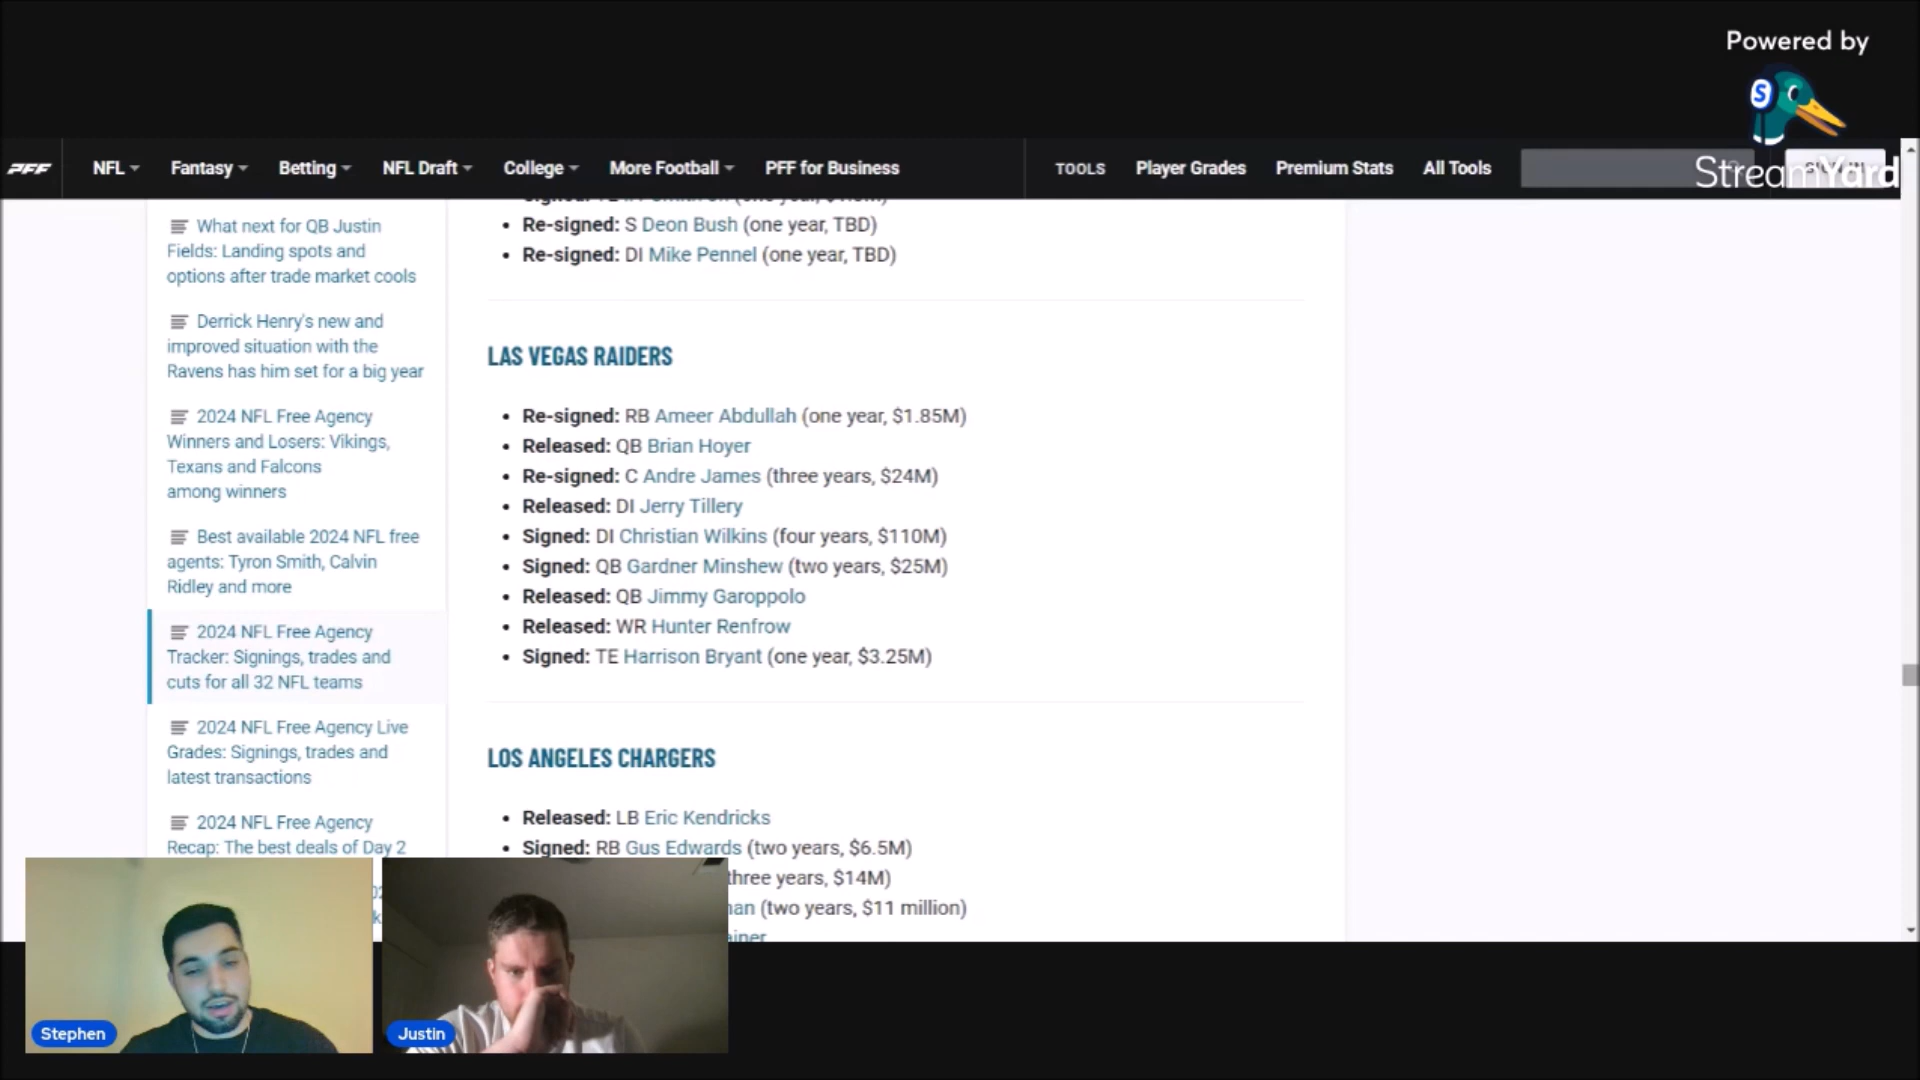 Powered by
StreamYard
PFF NFL Fantasy Betting NFL Draft College More Football PFF for Business TOOLS Player Grades Premium Stats All Tools
What next for QB Justin
Fields: Landing spots and
options after trade market cools
Derrick Henry's new and
improved situation with the
Ravens has him set for a big year
2024 NFL Free Agency
Winners and Losers: Vikings,
Texans and Falcons
among winners
Best available 2024 NFL free
agents: Tyron Smith, Calvin
Ridley and more
2024 NFL Free Agency
Tracker: Signings, trades and
cuts for all 32 NFL teams
2024 NFL Free Agency Live
Grades: Signings, trades and
latest transactions
2024 NFL Free Agency
Recap: The best deals of Day 2
• Re-signed: S Deon Bush (one year, TBD)
• Re-signed: DI Mike Pennel (one year, TBD)
LAS VEGAS RAIDERS
• Re-signed: RB Ameer Abdullah (one year, $1.85M)
• Released: QB Brian Hoyer
• Re-signed: C Andre James (three years, $24M)
• Released: DI Jerry Tillery
• Signed: DI Christian Wilkins (four years, $110M)
• Signed: QB Gardner Minshew (two years, $25M)
• Released: QB Jimmy Garoppolo
• Released: WR Hunter Renfrow
• Signed: TE Harrison Bryant (one year, $3.25M)
LOS ANGELES CHARGERS
• Released: LB Eric Kendricks
• Signed: RB Gus Edwards (two years, $6.5M)
three years, $14M)
(two years, $11 million)
Stephen
Justin